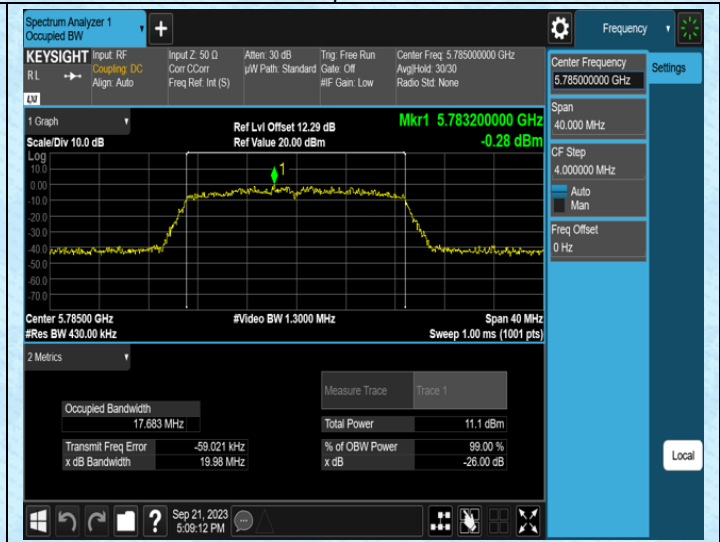 Spectrum Analyzer 1
Occupied BW
Frequency
KEYSIGHT
RL
Input: RF
Coupling: DC
Align: Auto
Input Z: 50 Ω
Corr CCorr
Freq Ref: Int (S)
Atten: 30 dB
µW Path: Standard
Trig: Free Run
Gate: Off
#IF Gain: Low
Center Freq: 5.785000000 GHz
Avg|Hold: 30/30
Radio Std: None
LXI
1 Graph
Scale/Div 10.0 dB
Ref Lvl Offset 12.29 dB
Ref Value 20.00 dBm
Mkr1 5.783200000 GHz
-0.28 dBm
Log
10.0
0.00
-10.0
-20.0
-30.0
-40.0
-50.0
-60.0
-70.0
1
Center 5.78500 GHz
#Res BW 430.00 kHz
#Video BW 1.3000 MHz
Span 40 MHz
Sweep 1.00 ms (1001 pts)
2 Metrics
Measure Trace
Trace 1
Occupied Bandwidth
17.683 MHz
Total Power
11.1 dBm
Transmit Freq Error
-59.021 kHz
% of OBW Power
99.00 %
x dB Bandwidth
19.98 MHz
x dB
-26.00 dB
Center Frequency
5.785000000 GHz
Settings
Span
40.000 MHz
CF Step
4.000000 MHz
Auto
Man
Freq Offset
0 Hz
Local
?
Sep 21, 2023
5:09:12 PM